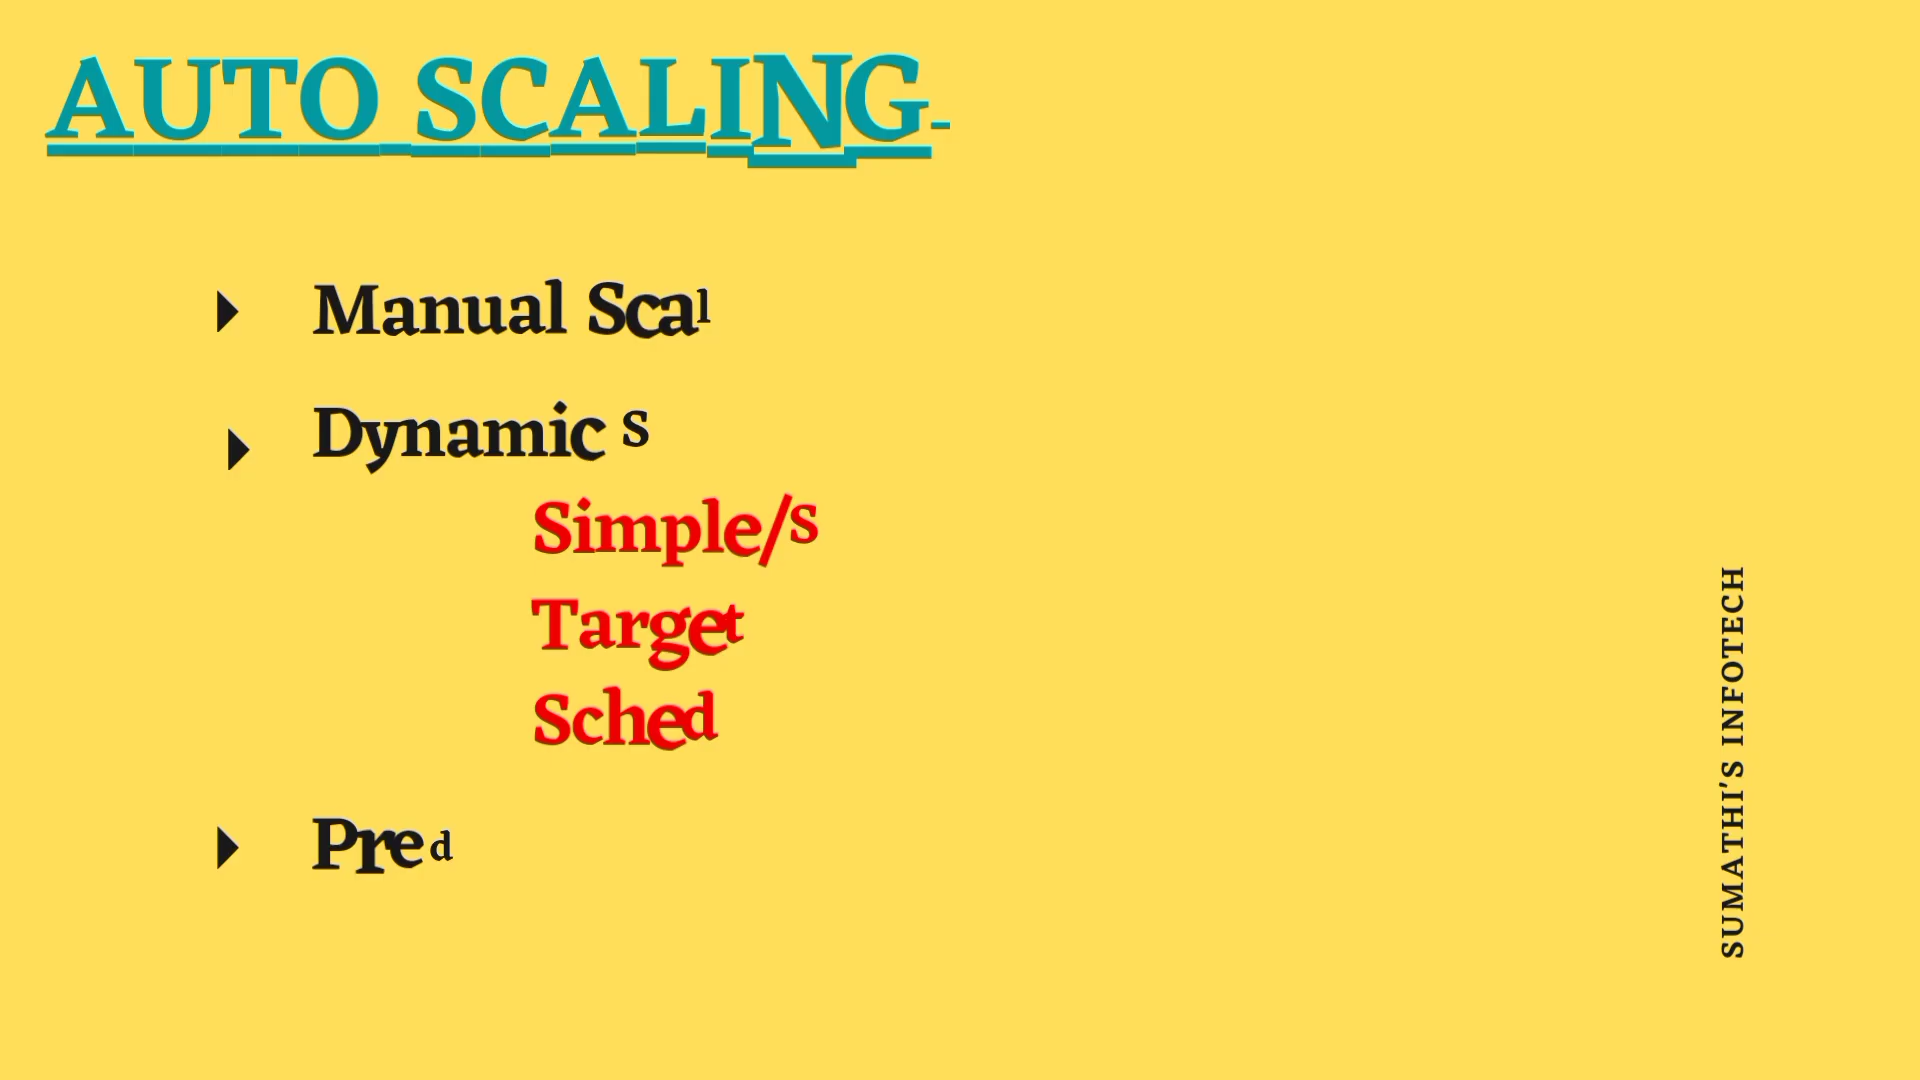 AUTO SCALING-
Manual Scal
Dynamic S
Simple/S
Target
Sched
Pred
SUMATHI'S INFOTECH